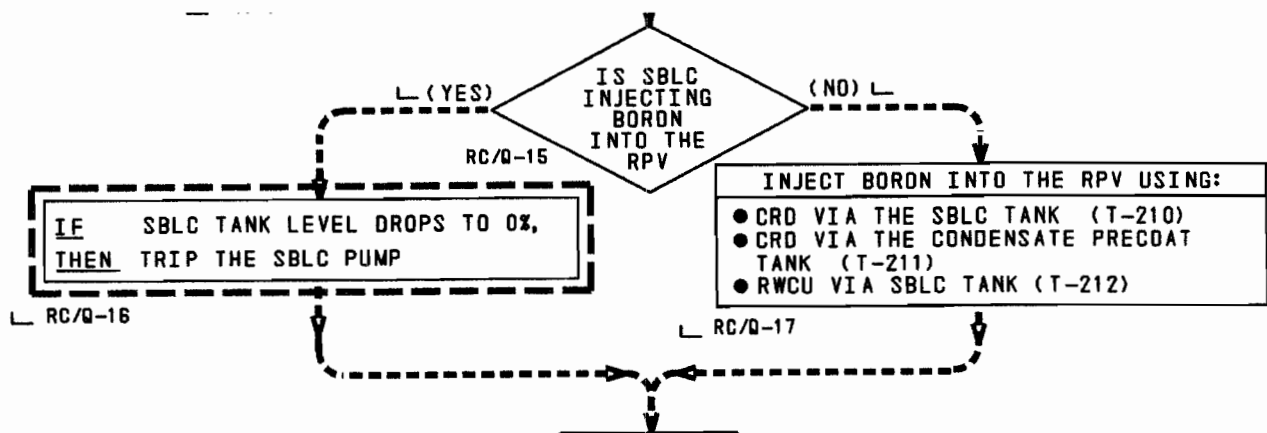 IS SBLC
INJECTING
BORON
INTO THE
RPV
(YES)
(NO)
RC/Q-15
IF SBLC TANK LEVEL DROPS TO 0%,
THEN TRIP THE SBLC PUMP
RC/Q-16
INJECT BORON INTO THE RPV USING:
● CRD VIA THE SBLC TANK (T-210)
● CRD VIA THE CONDENSATE PRECOAT
TANK (T-211)
● RWCU VIA SBLC TANK (T-212)
RC/Q-17